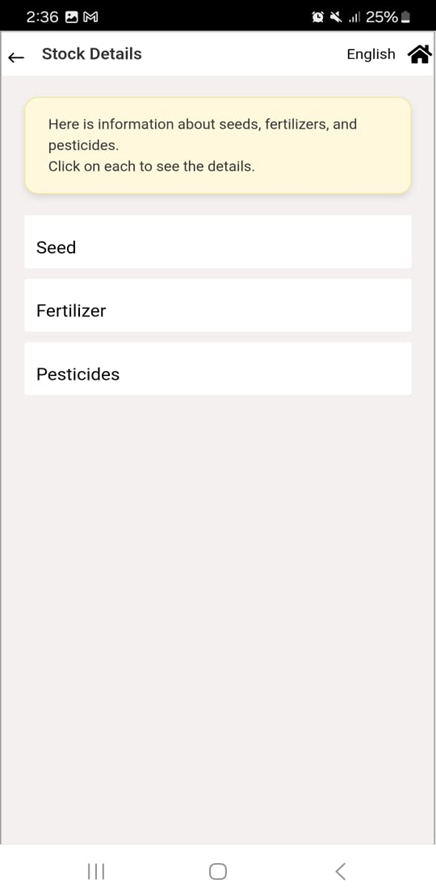 2:36
25%
Stock Details
English
Here is information about seeds, fertilizers, and
pesticides.
Click on each to see the details.
Seed
Fertilizer
Pesticides